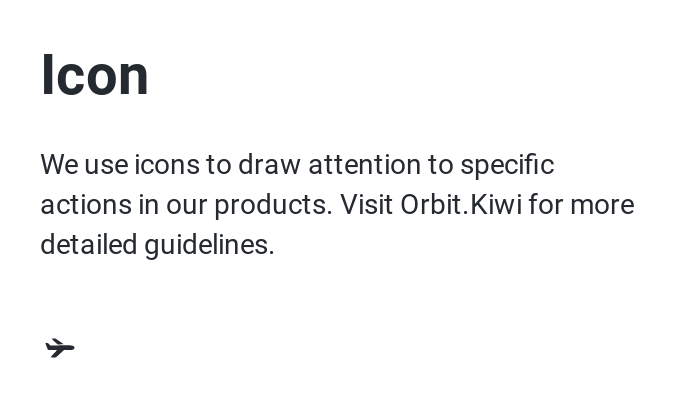 Icon
We use icons to draw attention to specific
actions in our products. Visit Orbit.Kiwi for more
detailed guidelines.